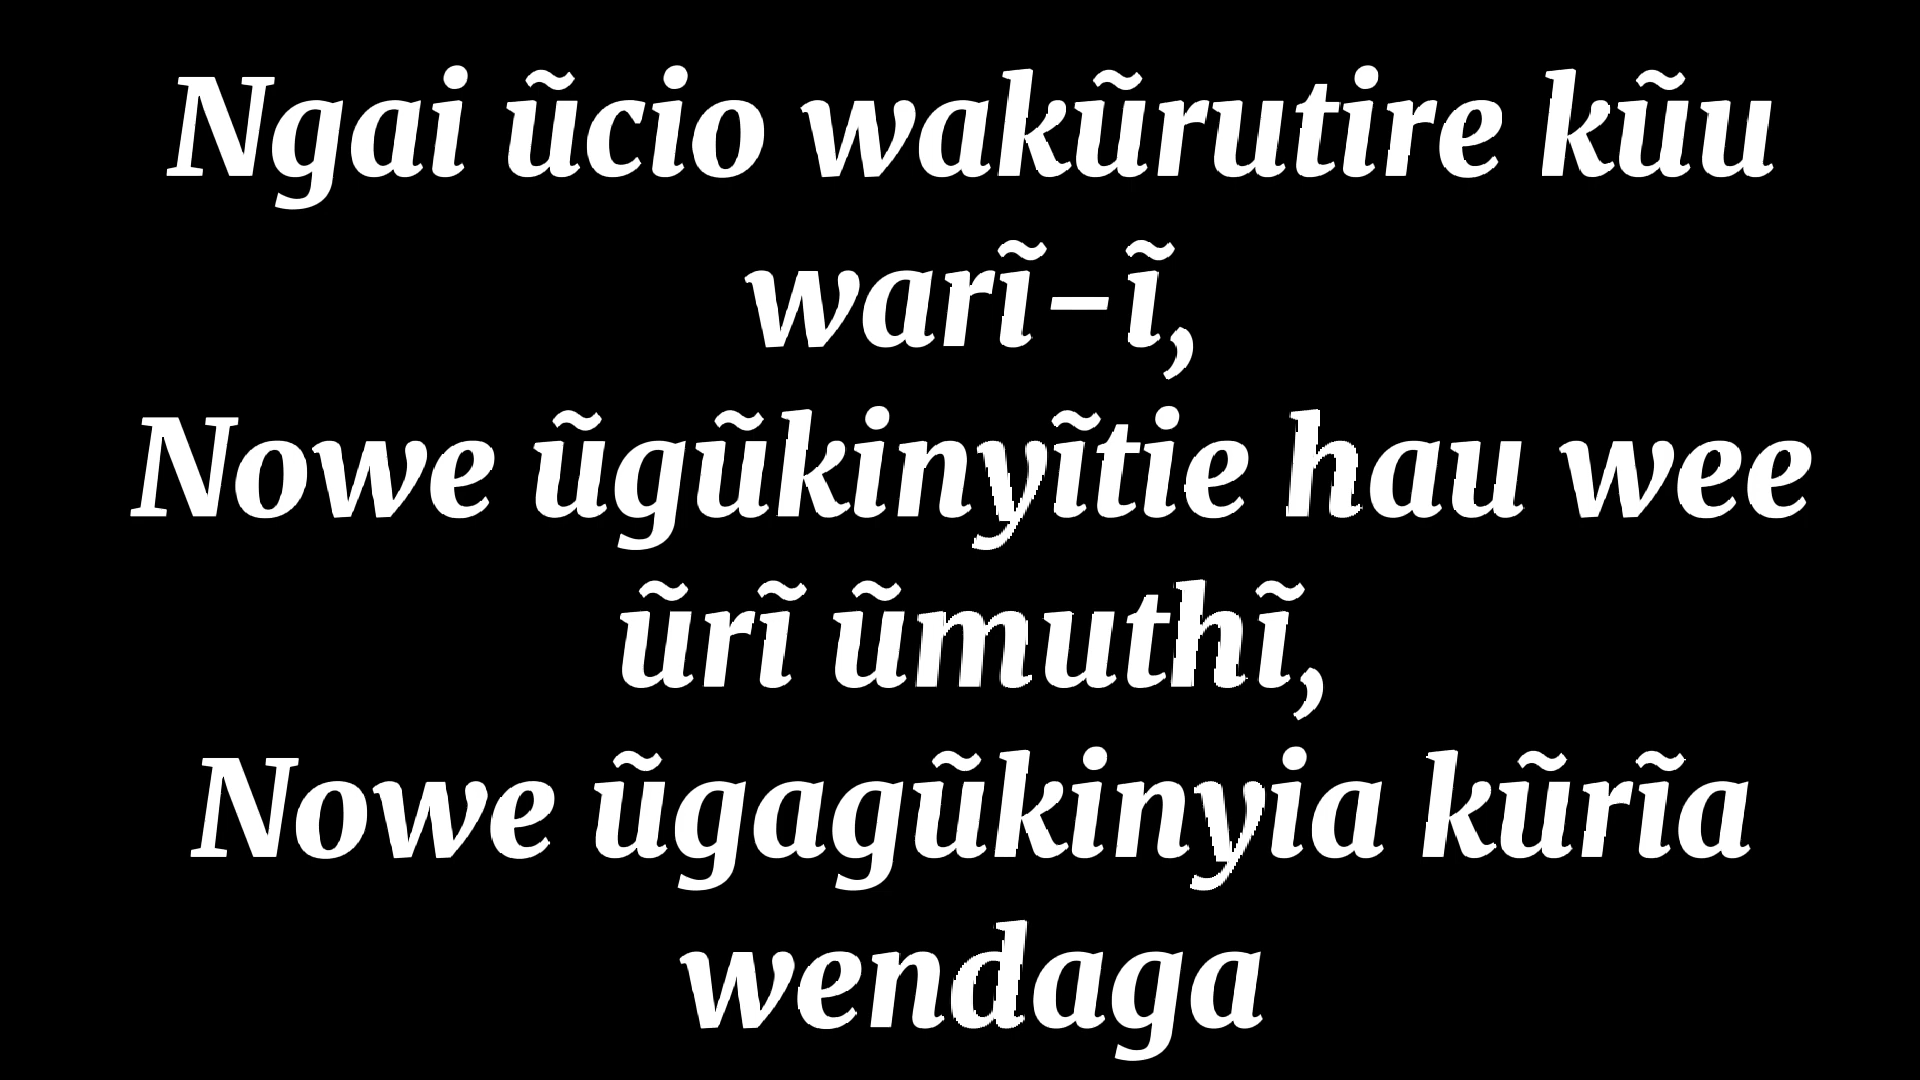 Ngai ũcio wakũrutire kũu
warĩ–ĩ,
Nowe ũgũkinyĩtie hau wee
ũrĩ ũmuthĩ,
Nowe ũgagũkinyia kũrĩa
wendaga